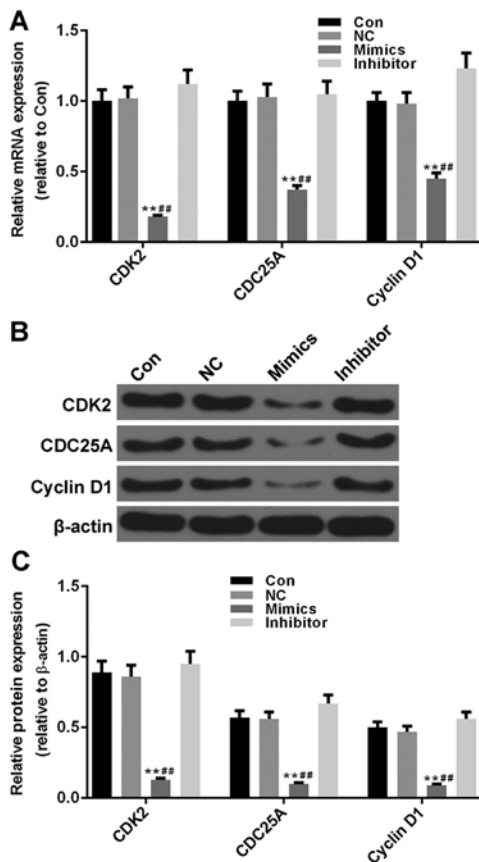 A
Relative mRNA expression
(relative to Con)
1.5
1.0
0.5
0.0
Con
NC
Mimics
Inhibitor
**##
**##
**##
CDK2
CDC25A
Cyclin D1
B
Con
NC
Mimics
Inhibitor
CDK2
CDC25A
Cyclin D1
β-actin
C
Relative protein expression
(relative to β-actin)
1.5
1.0
0.5
0.0
Con
NC
Mimics
Inhibitor
**##
**##
**##
CDK2
CDC25A
Cyclin D1